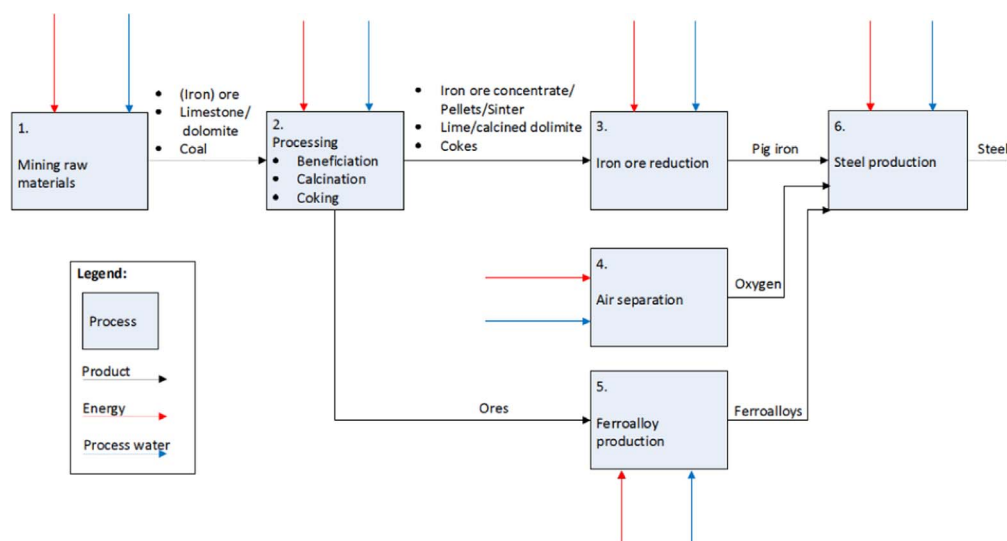 1.
Mining raw
materials
• (Iron) ore
• Limestone/
dolomite
• Coal
2.
Processing
• Beneficiation
• Calcination
• Coking
• Iron ore concentrate/
Pellets/Sinter
• Lime/calcined dolimite
• Cokes
3.
Iron ore reduction
Pig iron
6.
Steel production
Steel
4.
Air separation
Oxygen
Ores
5.
Ferroalloy
production
Ferroalloys
Legend:
Process
Product
Energy
Process water